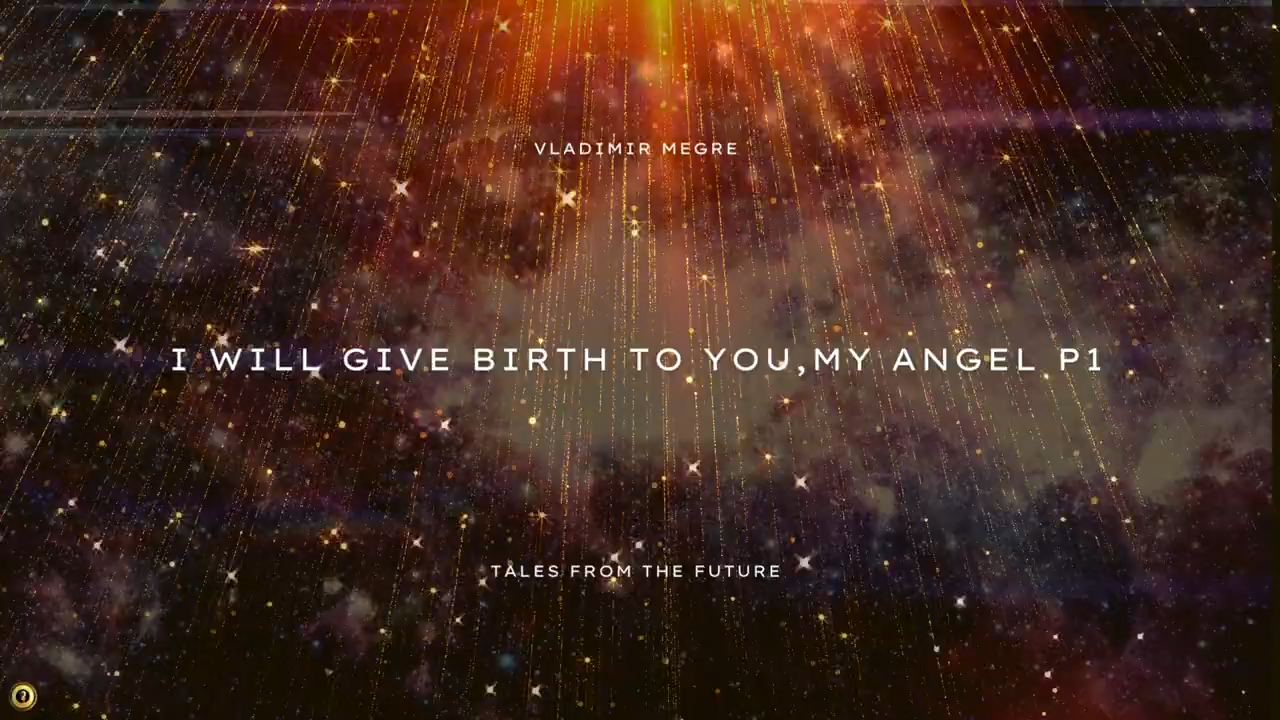 VLADIMIR MEGRE
I WILL GIVE BIRTH TO YOU,MY ANGEL P1
TALES FROM THE FUTURE